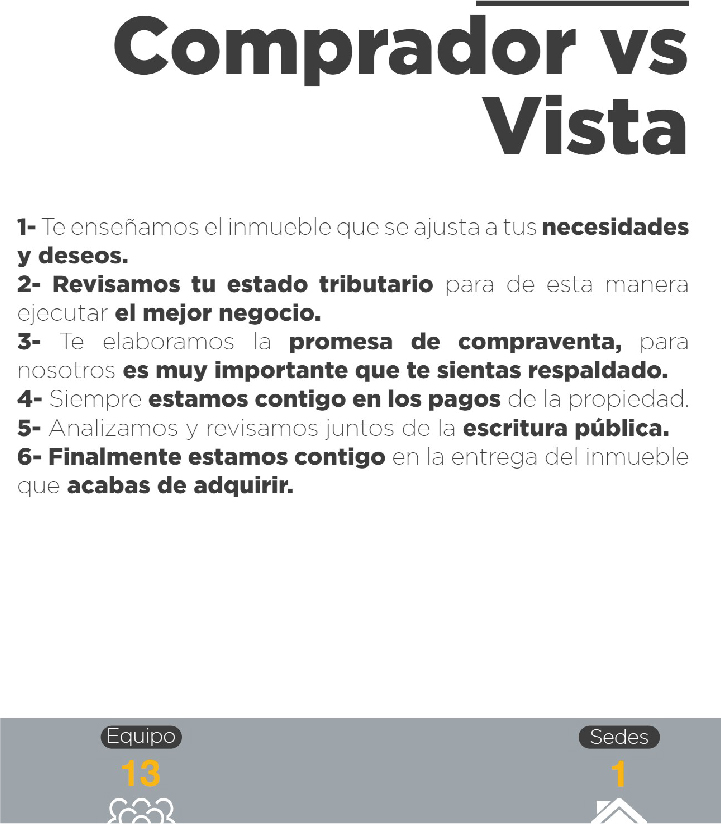 Comprador vs
Vista
1- Te enseñamos el inmueble que se ajusta a tus necesidades
y deseos.
2- Revisamos tu estado tributario para de esta manera
ejecutar el mejor negocio.
3- Te elaboramos la promesa de compraventa, para
nosotros es muy importante que te sientas respaldado.
4- Siempre estamos contigo en los pagos de la propiedad.
5- Analizamos y revisamos juntos de la escritura pública.
6- Finalmente estamos contigo en la entrega del inmueble
que acabas de adquirir.
Equipo Sedes
13 1